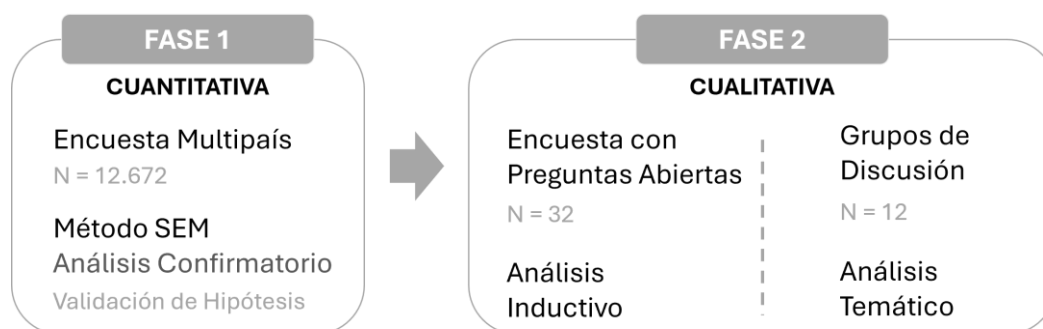 FASE 1
CUANTITATIVA
Encuesta Multipaís
N = 12.672
Método SEM
Análisis Confirmatorio
Validación de Hipótesis
FASE 2
CUALITATIVA
Encuesta con
Preguntas Abiertas
N = 32
Análisis
Inductivo
Grupos de
Discusión
N = 12
Análisis
Temático